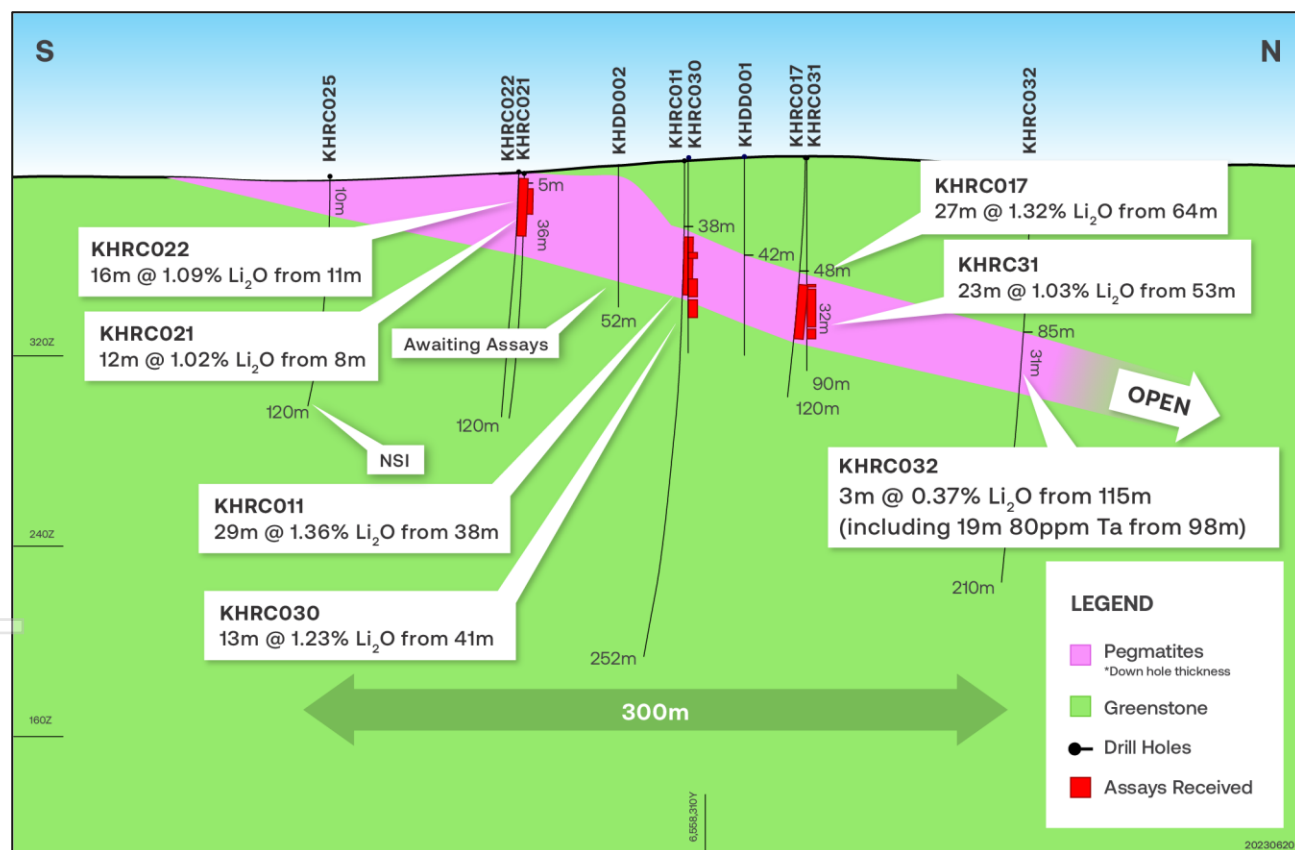 S
N
KHRC025
KHRC022
KHRC021
KHDD002
KHRC011
KHRC030
KHDD001
KHRC017
KHRC031
KHRC032
10m
5m
36m
38m
42m
48m
32m
85m
31m
KHRC017
27m @ 1.32% Li₂O from 64m
KHRC31
23m @ 1.03% Li₂O from 53m
KHRC022
16m @ 1.09% Li₂O from 11m
KHRC021
12m @ 1.02% Li₂O from 8m
Awaiting Assays
52m
320Z
90m
120m
120m
120m
NSI
OPEN
KHRC011
29m @ 1.36% Li₂O from 38m
KHRC032
3m @ 0.37% Li₂O from 115m
(including 19m 80ppm Ta from 98m)
240Z
210m
KHRC030
13m @ 1.23% Li₂O from 41m
252m
300m
160Z
6,558,310Y
LEGEND
Pegmatites
*Down hole thickness
Greenstone
Drill Holes
Assays Received
20230620